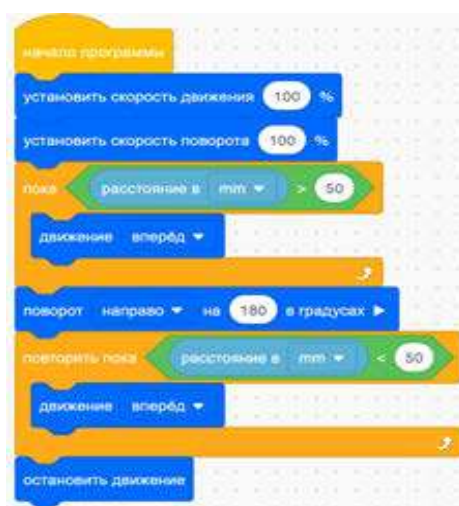 начало программы
установить скорость движения 100 %
установить скорость поворота 100 %
пока расстояние в mm > 50
движение вперёд
поворот направо на 180 в градусах
повторить пока расстояние в mm < 50
движение вперёд
остановить движение